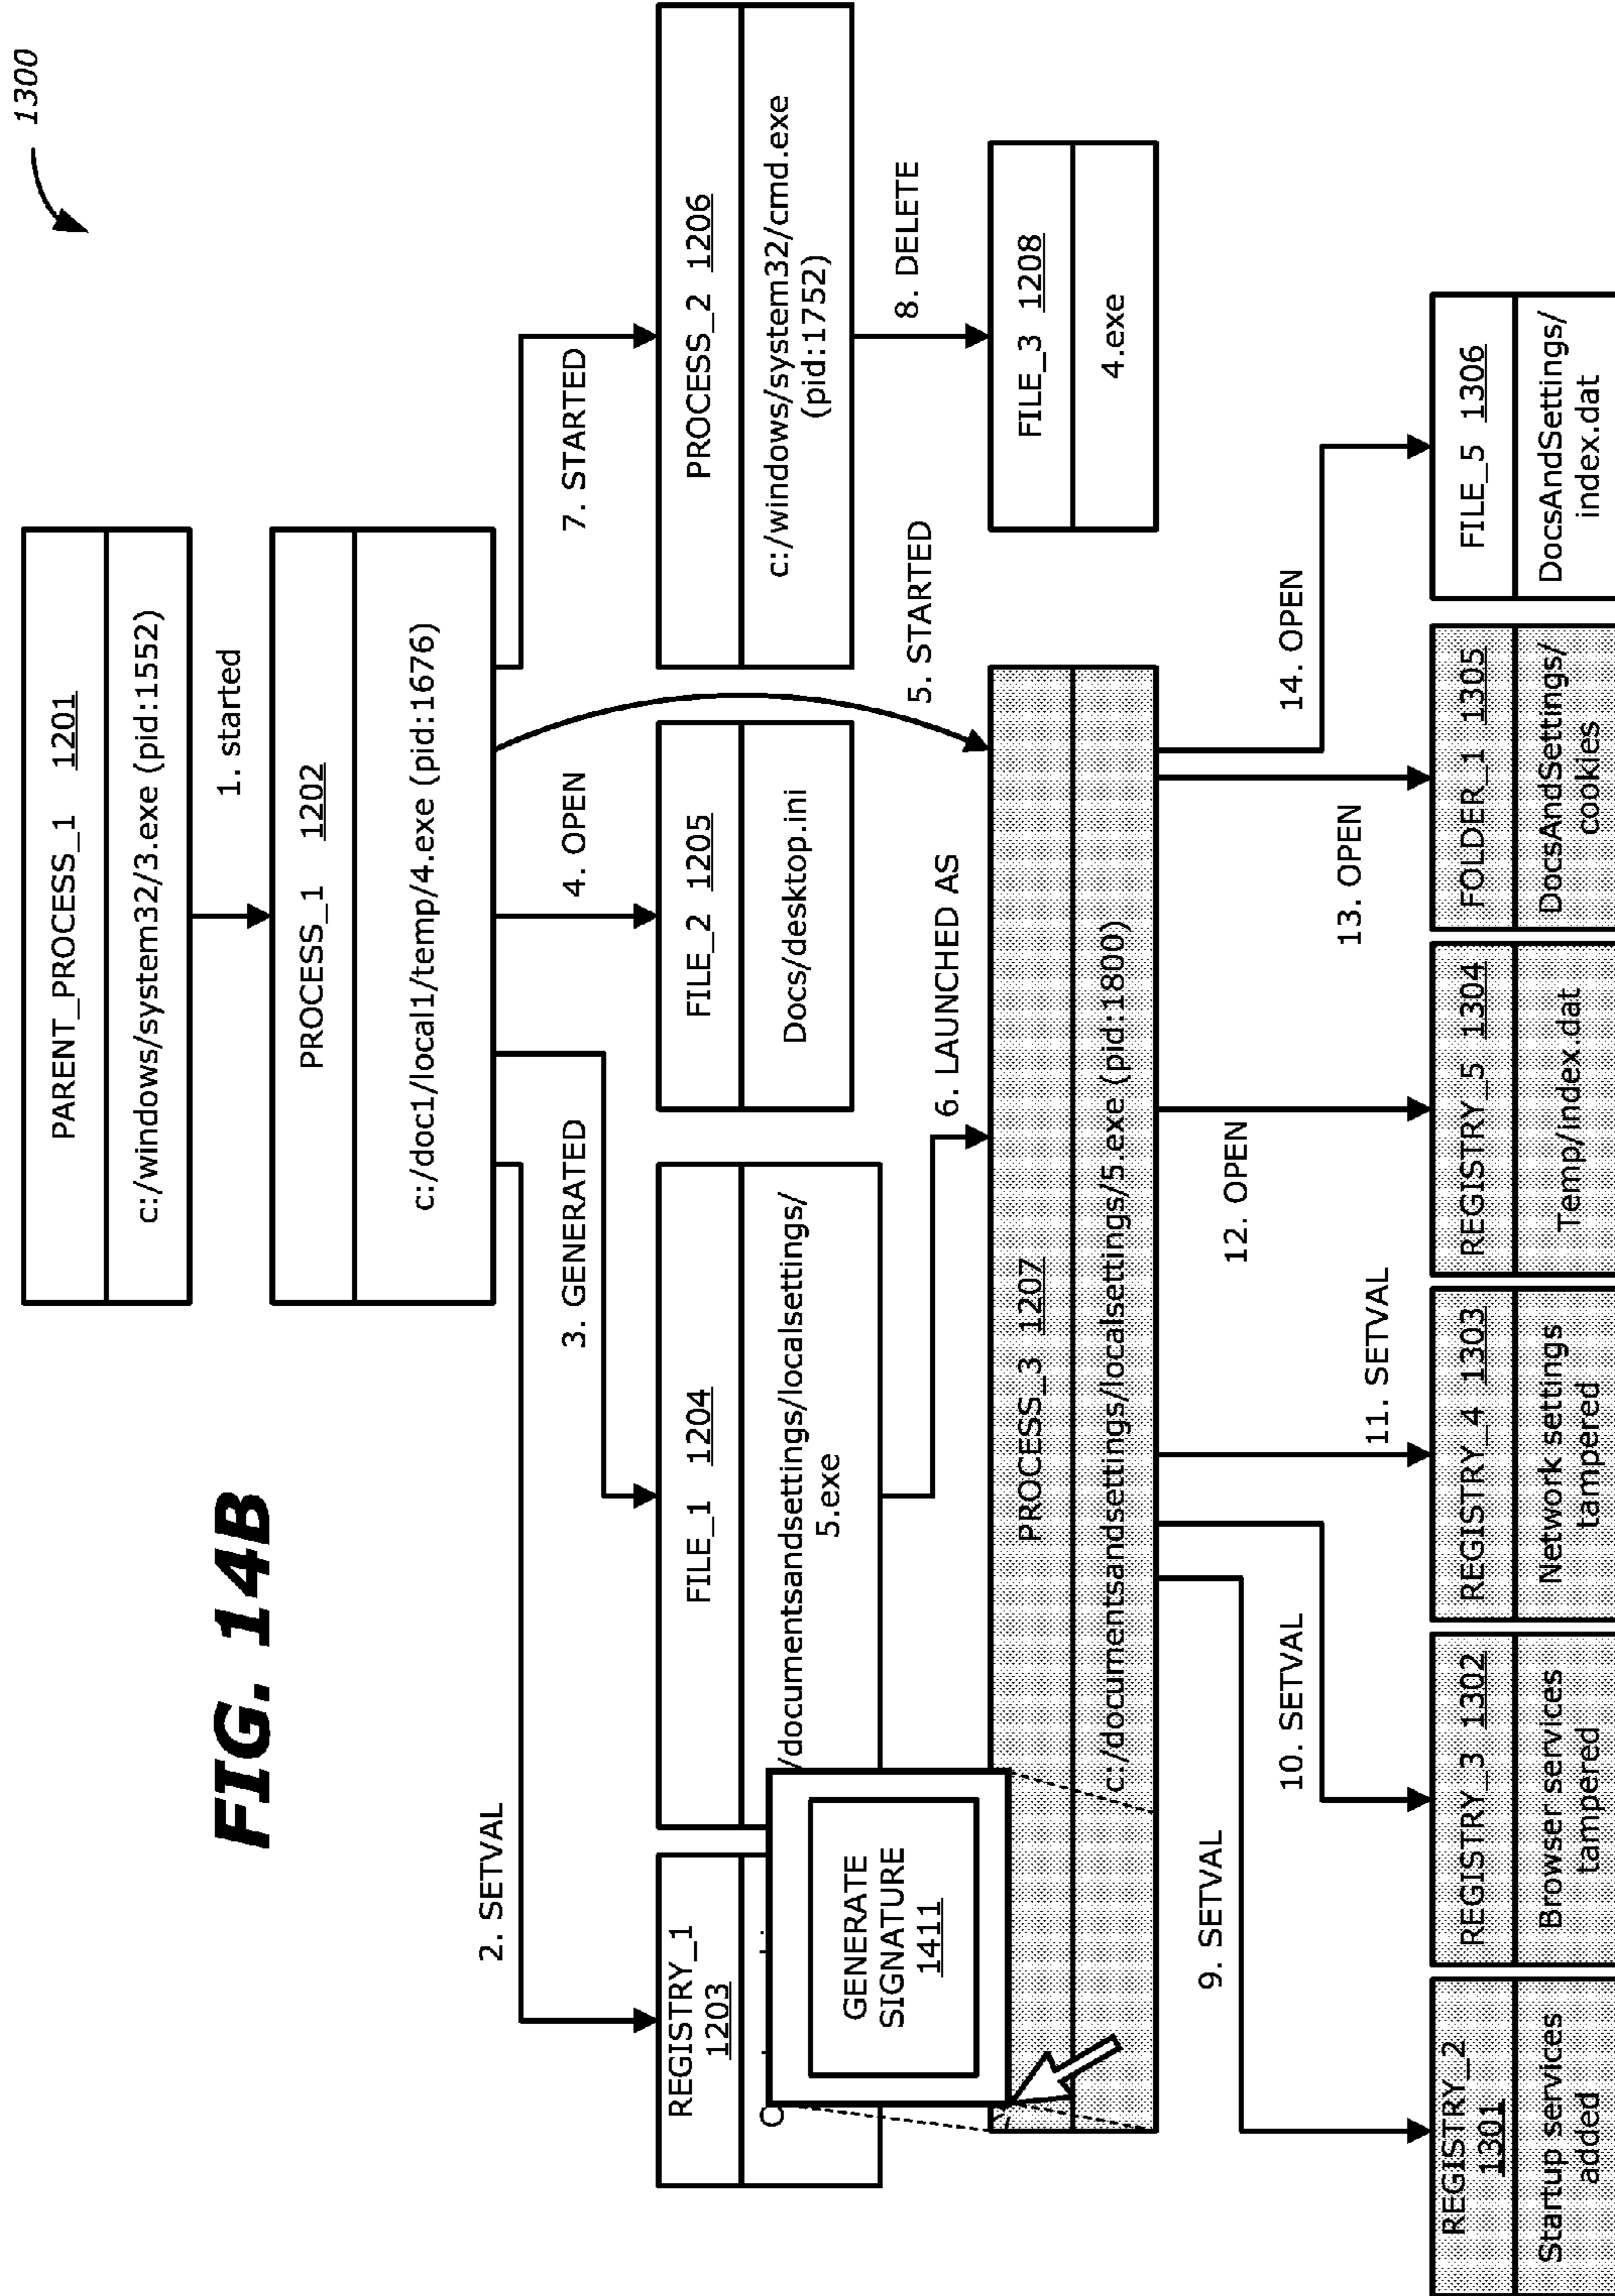 1300
FIG. 14B
PARENT_PROCESS_1 1201
c:/windows/system32/3.exe (pid:1552)
1. started
PROCESS_1 1202
c:/doc1/local1/temp/4.exe (pid:1676)
2. SETVAL
3. GENERATED
4. OPEN
7. STARTED
REGISTRY_1
1203
FILE_1 1204
/documentsandsettings/localsettings/
5.exe
FILE_2 1205
Docs/desktop.ini
PROCESS_2 1206
c:/windows/system32/cmd.exe
(pid:1752)
GENERATE
SIGNATURE
1411
6. LAUNCHED AS
5. STARTED
8. DELETE
PROCESS_3 1207
c:/documentsandsettings/localsettings/5.exe (pid:1800)
FILE_3 1208
4.exe
9. SETVAL
10. SETVAL
11. SETVAL
12. OPEN
13. OPEN
14. OPEN
REGISTRY_2
1301
Startup services
added
REGISTRY_3 1302
Browser services
tampered
REGISTRY_4 1303
Network settings
tampered
REGISTRY_5 1304
Temp/index.dat
FOLDER_1 1305
DocsAndSettings/
cookies
FILE_5 1306
DocsAndSettings/
index.dat